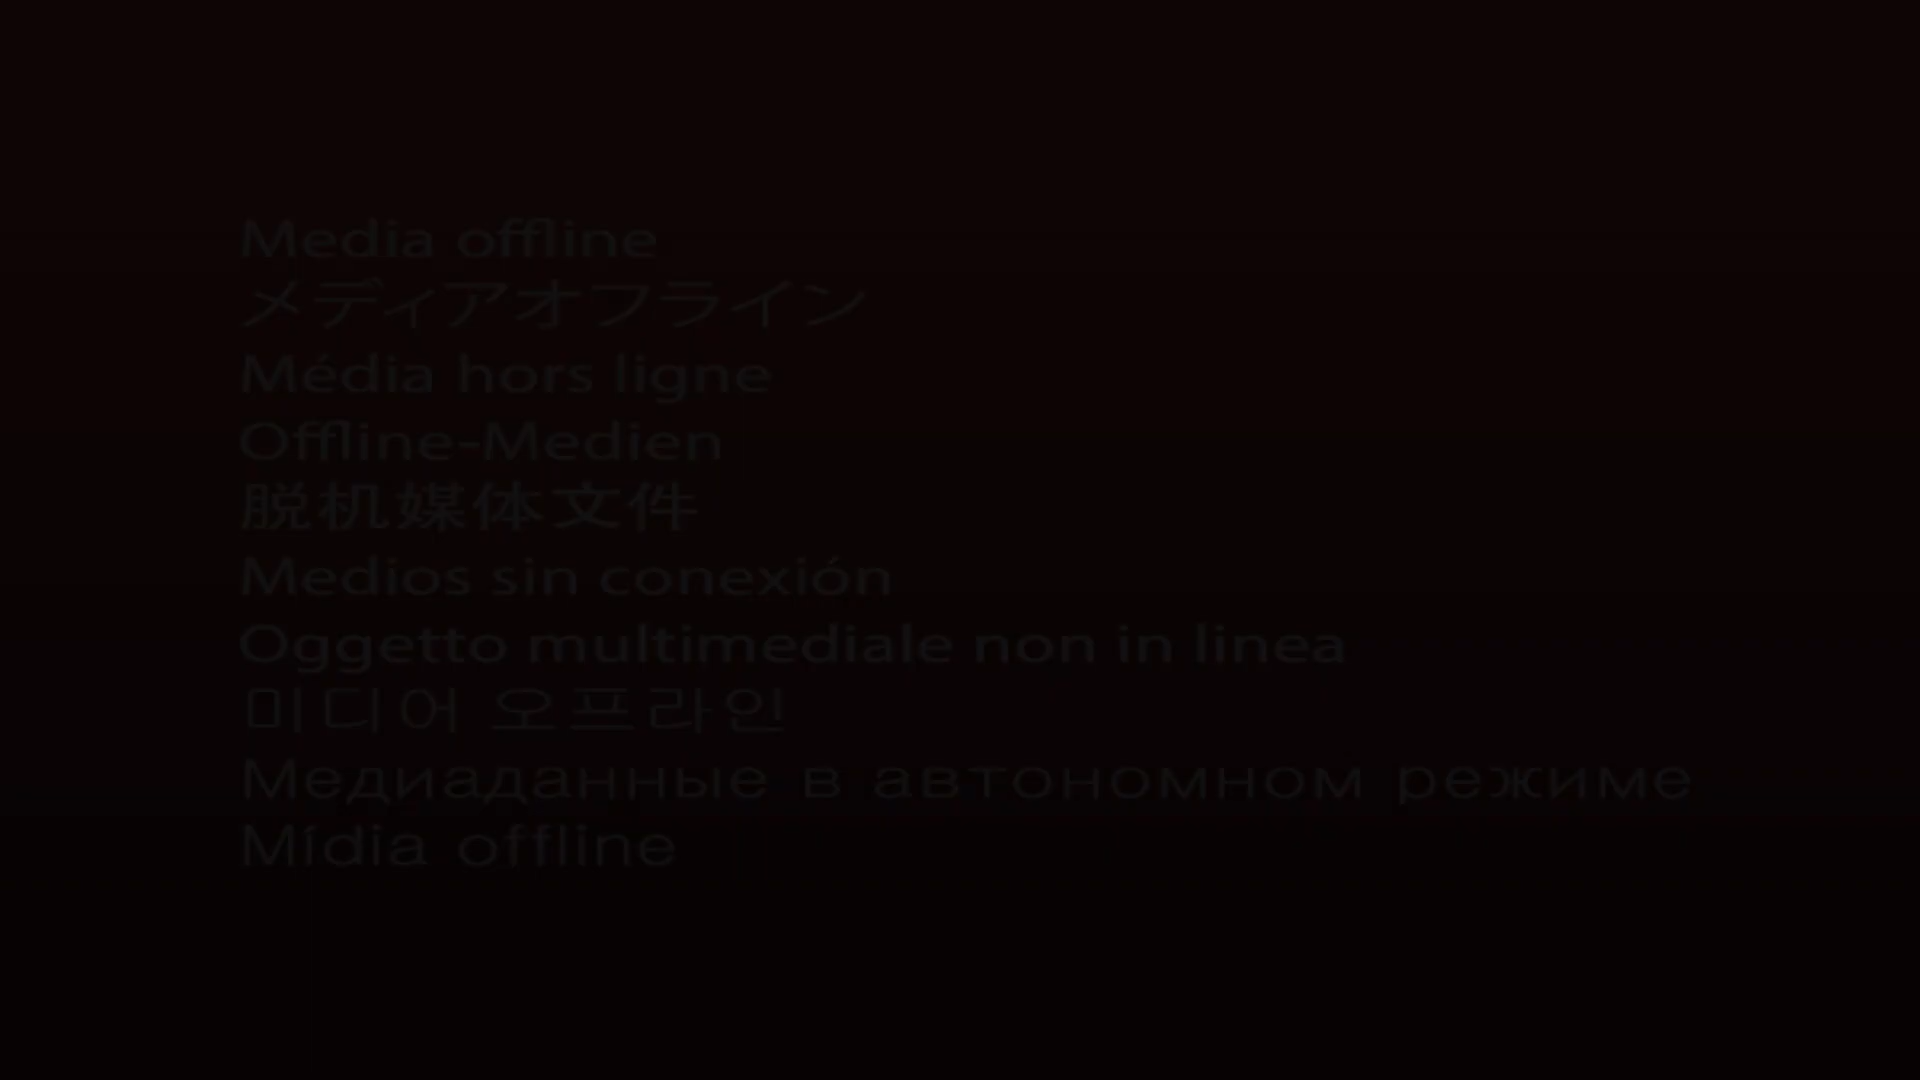 Media offline
メディアオフライン
Média hors ligne
Offline-Medien
脱机媒体文件
Medios sin conexión
Oggetto multimediale non in linea
미디어 오프라인
Медиаданные в автономном режиме
Mídia offline